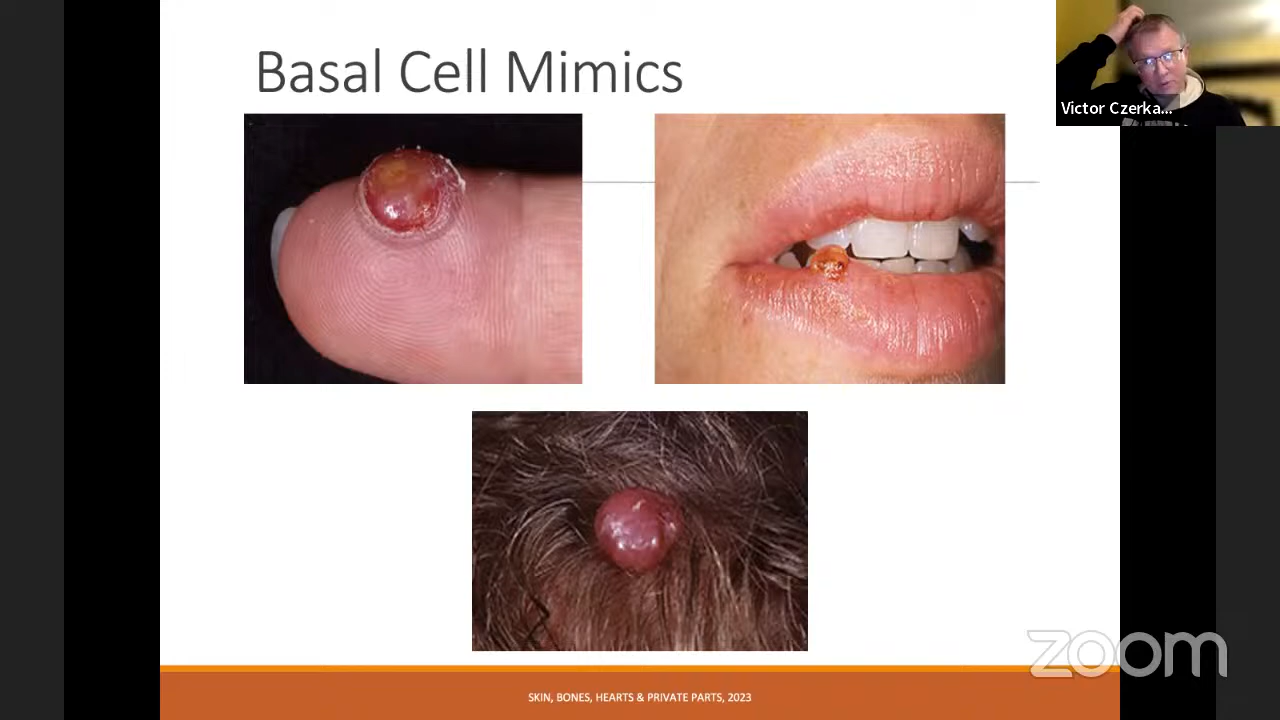 Basal Cell Mimics
Victor Czerka...
zoom
SKIN, BONES, HEARTS & PRIVATE PARTS, 2023